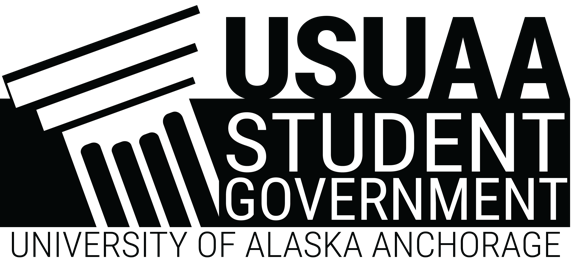 USUAA
STUDENT
GOVERNMENT
UNIVERSITY OF ALASKA ANCHORAGE